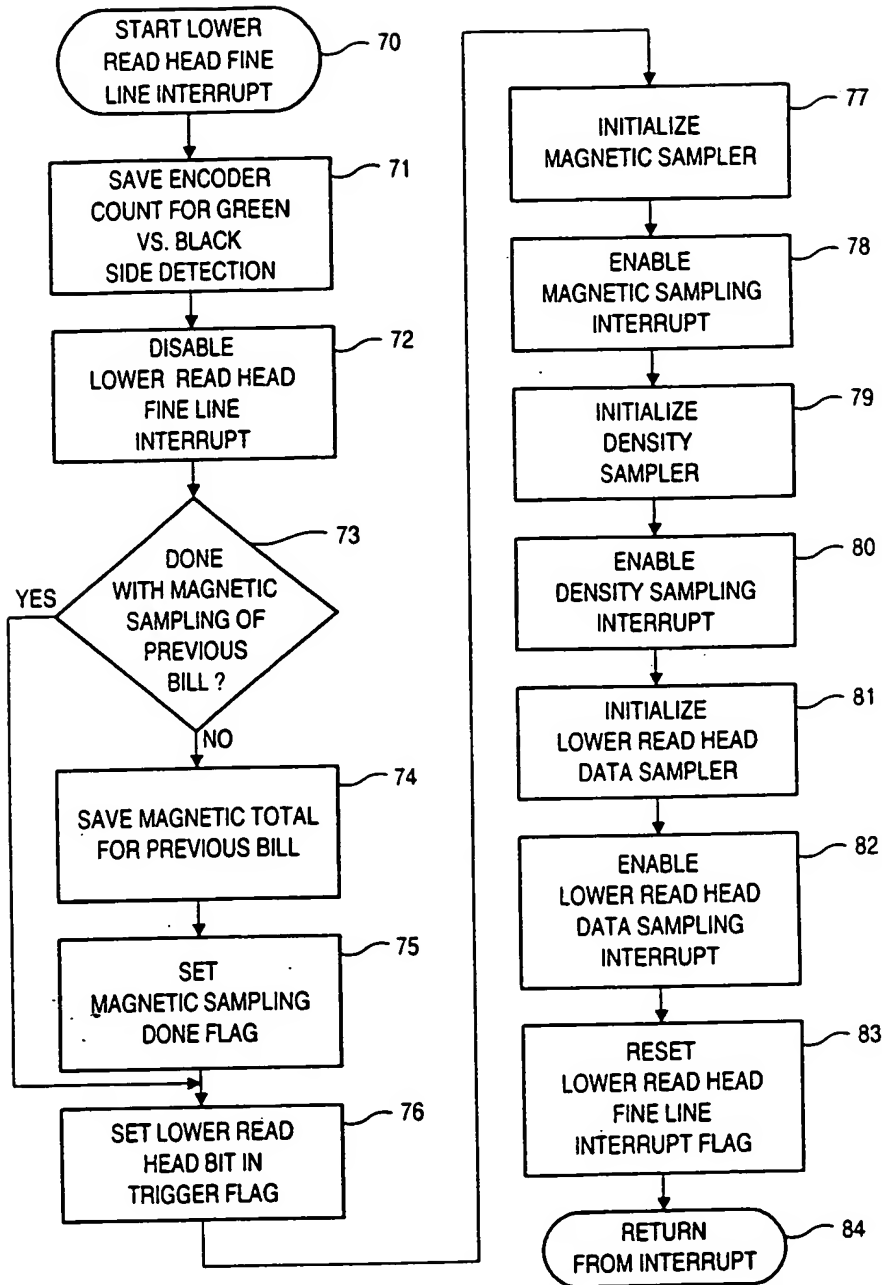 START LOWER
READ HEAD FINE
LINE INTERRUPT
70
SAVE ENCODER
COUNT FOR GREEN
VS. BLACK
SIDE DETECTION
71
DISABLE
LOWER READ HEAD
FINE LINE
INTERRUPT
72
DONE
WITH MAGNETIC
SAMPLING OF
PREVIOUS
BILL ?
73
YES
NO
SAVE MAGNETIC TOTAL
FOR PREVIOUS BILL
74
SET
MAGNETIC SAMPLING
DONE FLAG
75
SET LOWER READ
HEAD BIT IN
TRIGGER FLAG
76
INITIALIZE
MAGNETIC SAMPLER
77
ENABLE
MAGNETIC SAMPLING
INTERRUPT
78
INITIALIZE
DENSITY
SAMPLER
79
ENABLE
DENSITY SAMPLING
INTERRUPT
80
INITIALIZE
LOWER READ HEAD
DATA SAMPLER
81
ENABLE
LOWER READ HEAD
DATA SAMPLING
INTERRUPT
82
RESET
LOWER READ HEAD
FINE LINE
INTERRUPT FLAG
83
RETURN
FROM INTERRUPT
84